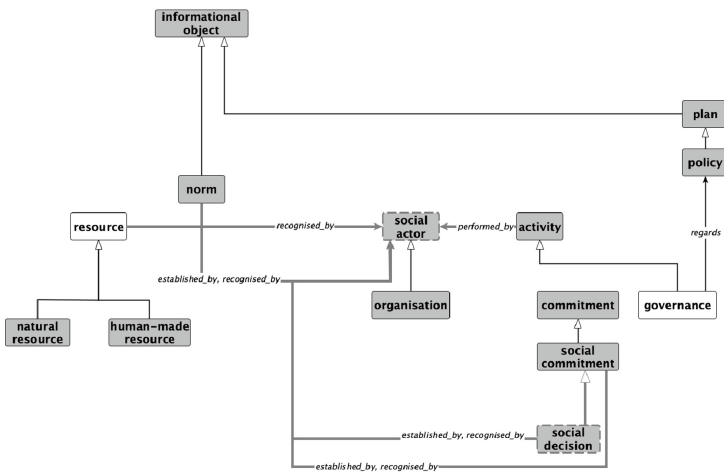 informational
object
plan
policy
norm
resource
recognised_by
social
actor
performed_by
activity
regards
established_by, recognised_by
natural
resource
human-made
resource
organisation
commitment
governance
social
commitment
established_by, recognised_by
social
decision
established_by, recognised_by